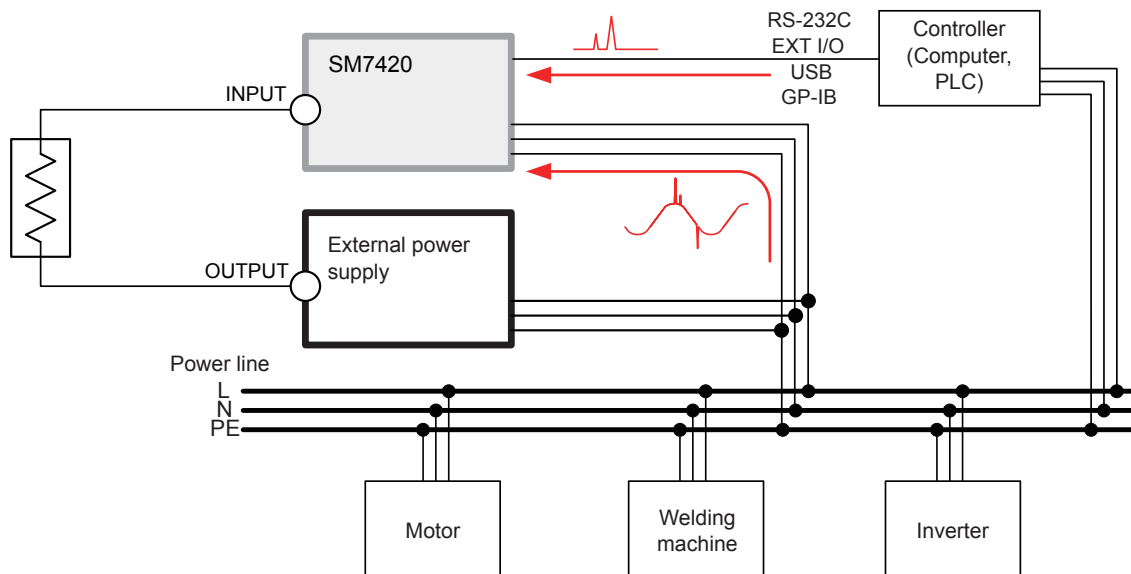 SM7420
INPUT
RS-232C
EXT I/O
USB
GP-IB
Controller
(Computer,
PLC)
External power
supply
OUTPUT
Power line
L
N
PE
Motor
Welding
machine
Inverter